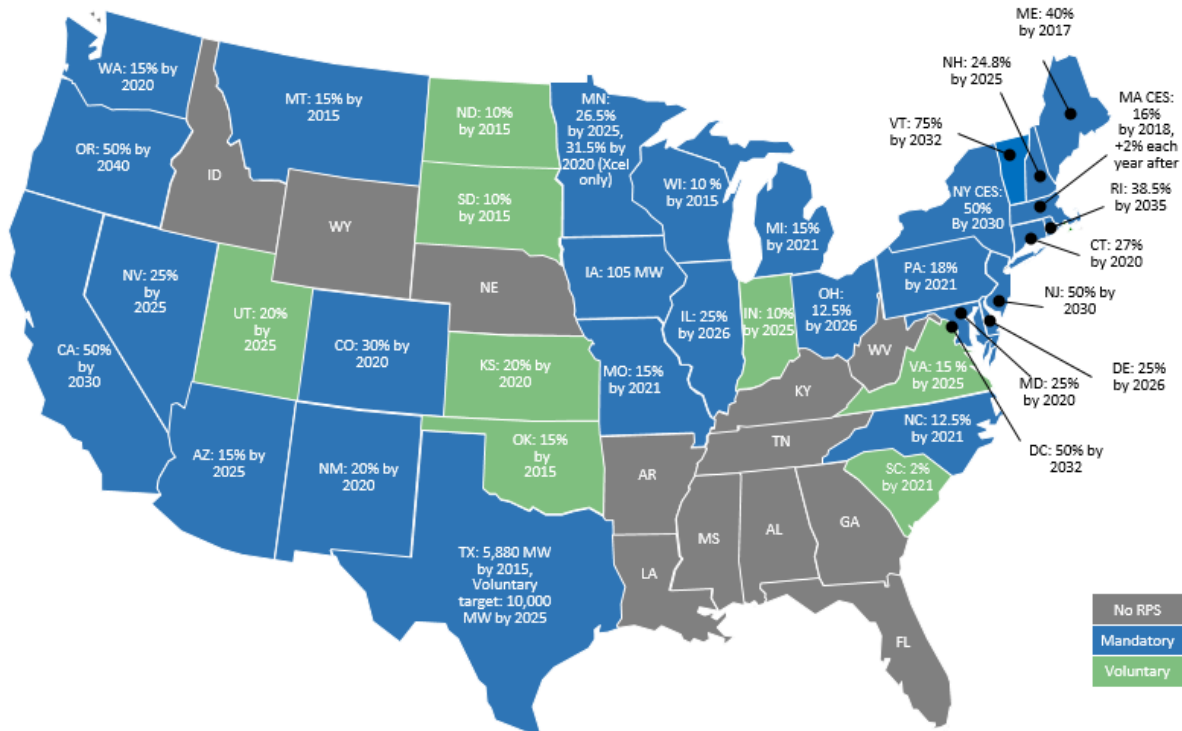 WA: 15% by
2020
OR: 50% by
2040
CA: 50%
by
2030
NV: 25%
by
2025
ID
MT: 15% by
2015
WY
UT: 20%
by
2025
AZ: 15% by
2025
CO: 30% by
2020
NM: 20% by
2020
ND: 10%
by 2015
SD: 10%
by 2015
NE
KS: 20% by
2020
OK: 15%
by
2015
TX: 5,880 MW
by 2015,
Voluntary
target: 10,000
MW by 2025
MN:
26.5%
by 2025,
31.5% by
2020 (Xcel
only)
IA: 105 MW
MO: 15%
by 2021
AR
LA
WI: 10 %
by 2015
IL: 25%
by 2026
MI: 15%
by 2021
IN: 10%
by 2025
OH:
12.5%
by 2026
KY
TN
MS
AL
GA
FL
WV
VA: 15 %
by 2025
NC: 12.5%
by 2021
SC: 2%
by 2021
PA: 18%
by 2021
NY CES:
50%
By 2030
VT: 75%
by 2032
NH: 24.8%
by 2025
ME: 40%
by 2017
MA CES:
16%
by 2018,
+2% each
year after
RI: 38.5%
by 2035
CT: 27%
by 2020
NJ: 50% by
2030
DE: 25%
by 2026
MD: 25%
by 2020
DC: 50% by
2032
No RPS
Mandatory
Voluntary